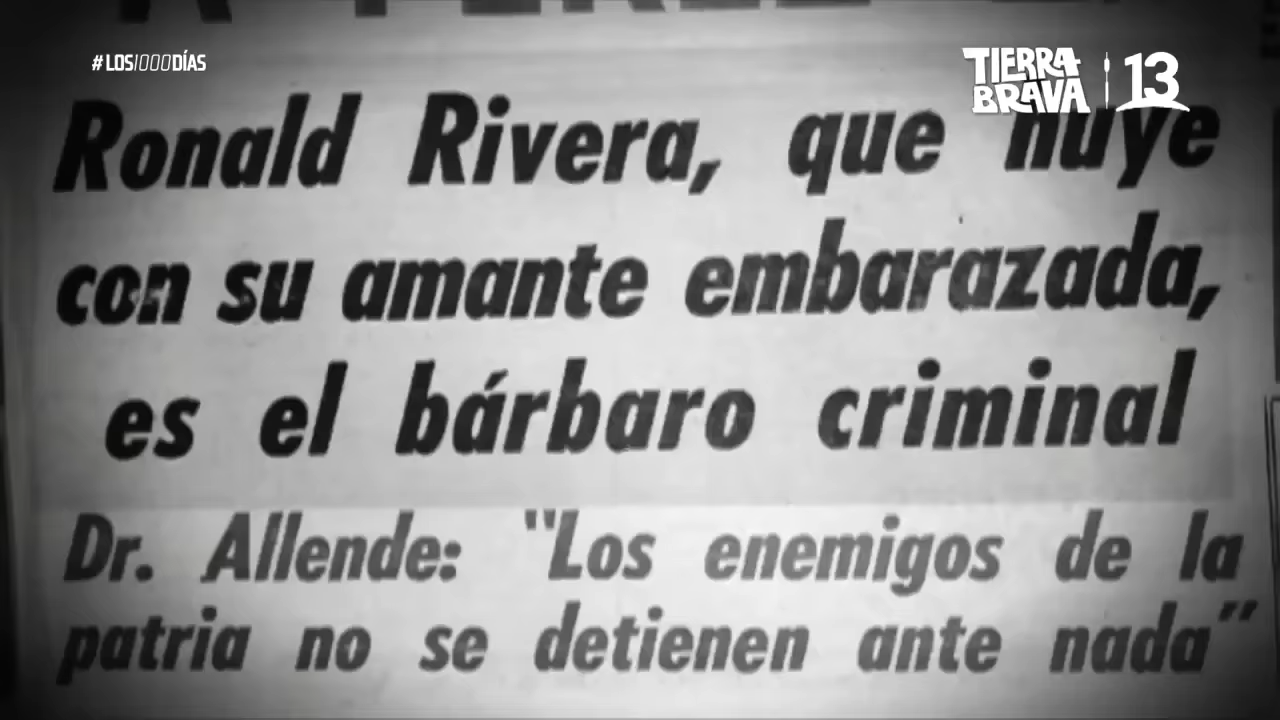 #LOS1000DÍAS
TIERRA
BRAVA
13
Ronald Rivera, que huye
con su amante embarazada,
es el bárbaro criminal
Dr. Allende: "Los enemigos de la
patria no se detienen ante nada"